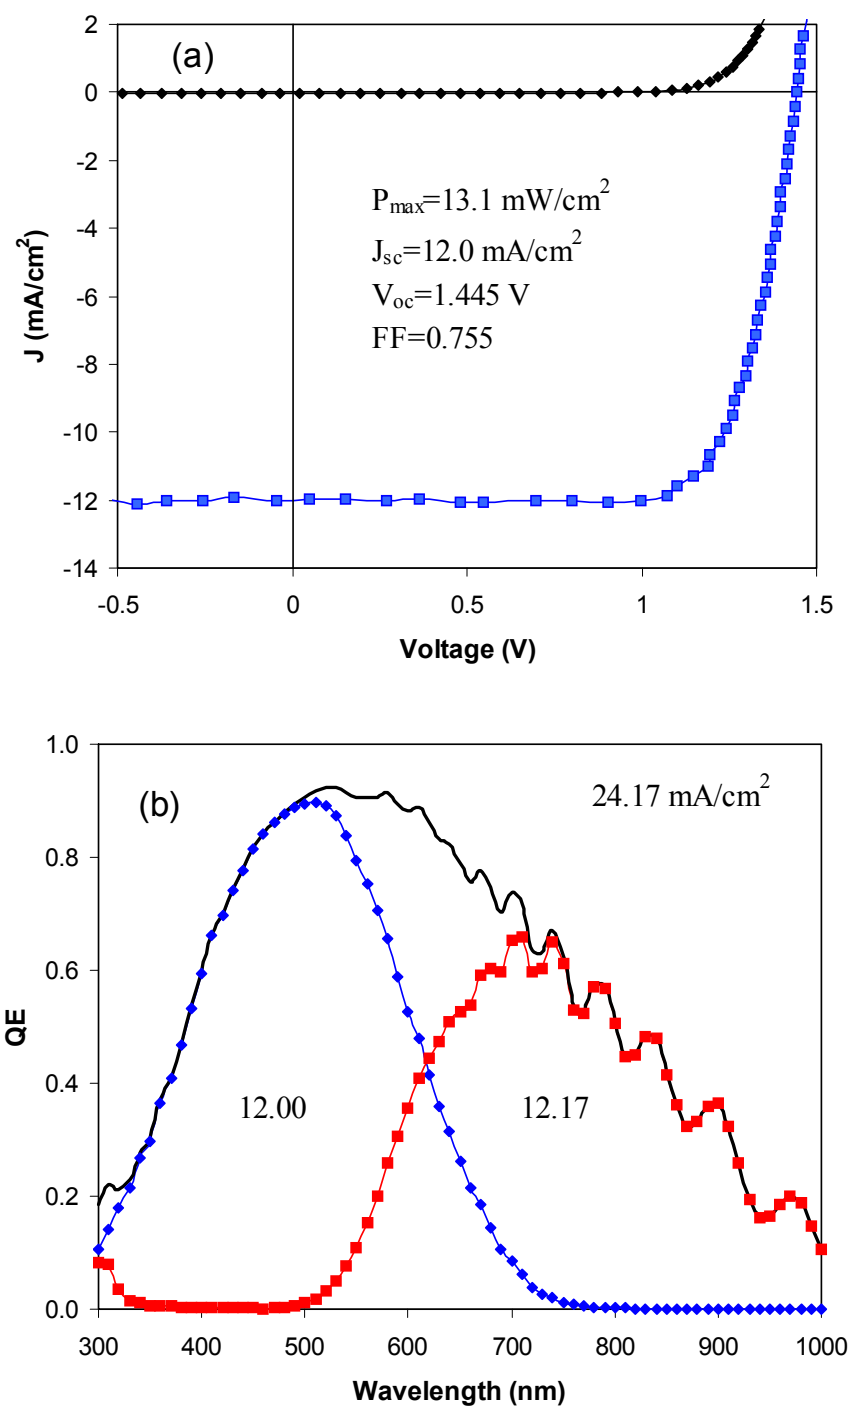 (a)
2
0
-2
-4
-6
-8
-10
-12
-14
J (mA/cm²)
Pmax=13.1 mW/cm²
Jsc=12.0 mA/cm²
Voc=1.445 V
FF=0.755
-0.5 0 0.5 1 1.5
Voltage (V)
(b)
24.17 mA/cm²
1.0
0.8
0.6
0.4
0.2
0.0
QE
12.00 12.17
300 400 500 600 700 800 900 1000
Wavelength (nm)